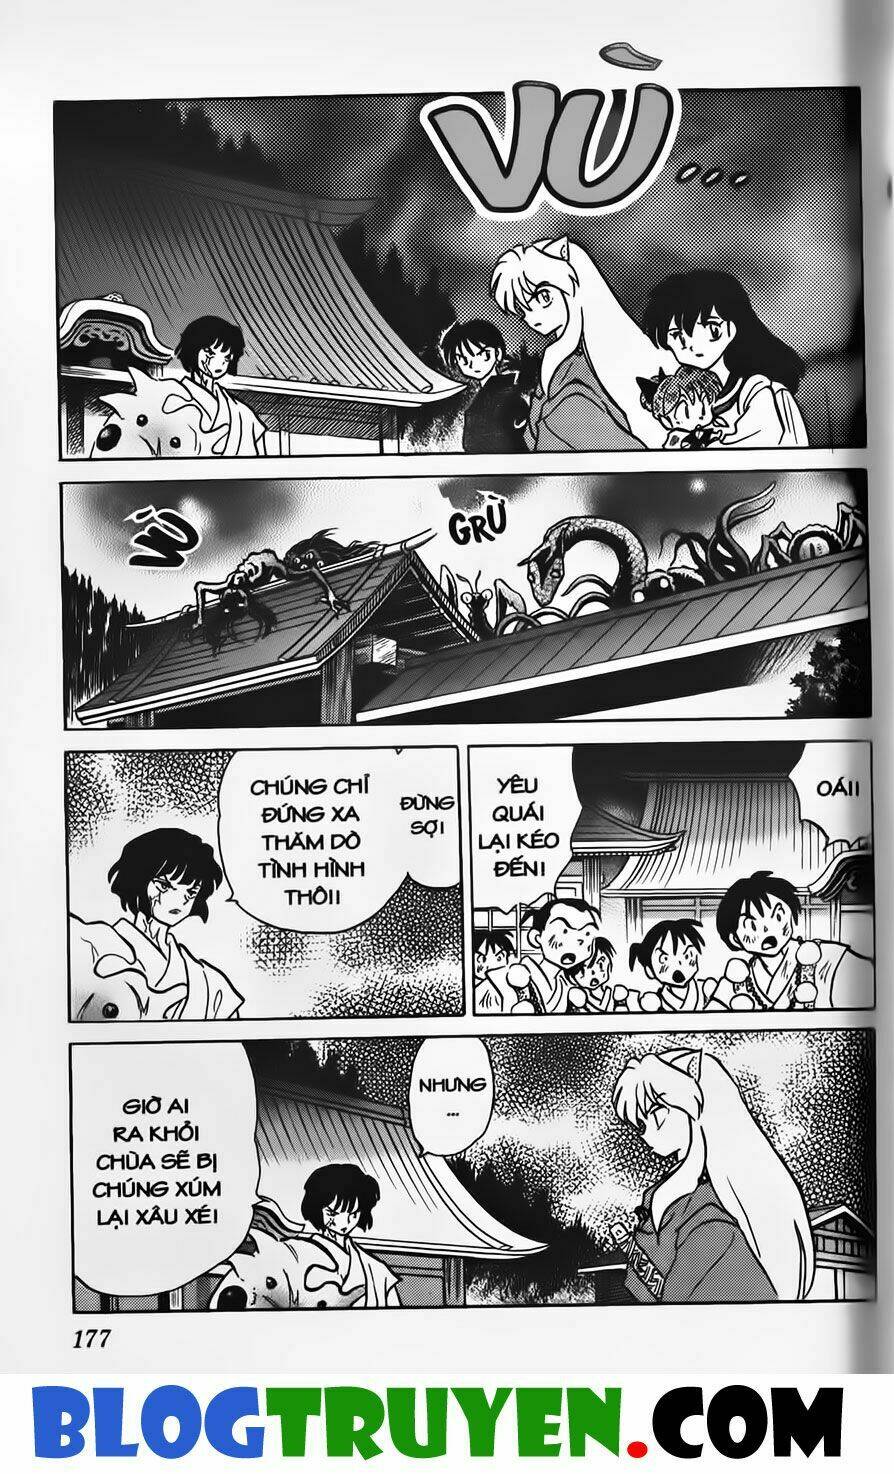 VÙ...
VÙ
GRÙ
OÁI!
YÊU
QUÁI
LẠI KÉO
ĐẾN!
ĐỪNG
SỢ!
CHÚNG CHỈ
ĐỨNG XA
THĂM DÒ
TÌNH HÌNH
THÔI!
NHƯNG
...
GIỜ AI
RA KHỎI
CHÙA SẼ BỊ
CHÚNG XÚM
LẠI XÂU XÉ!
177
BLOGTRUYEN.COM